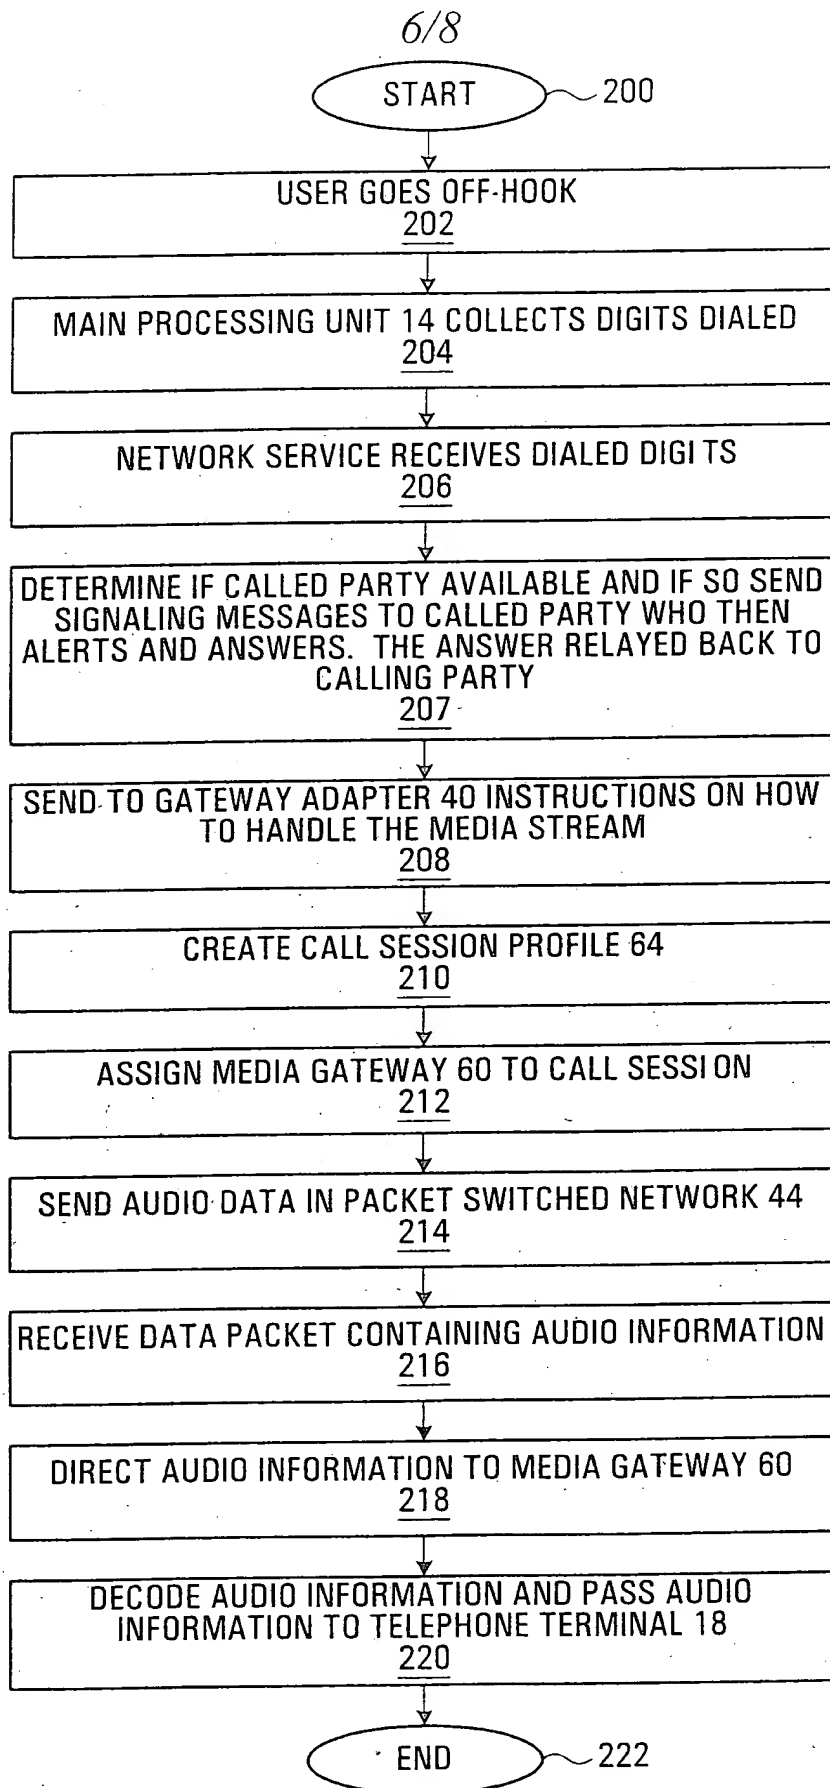 6/8
START
200
USER GOES OFF-HOOK
202
MAIN PROCESSING UNIT 14 COLLECTS DIGITS DIALED
204
NETWORK SERVICE RECEIVES DIALED DIGITS
206
DETERMINE IF CALLED PARTY AVAILABLE AND IF SO SEND
SIGNALING MESSAGES TO CALLED PARTY WHO THEN
ALERTS AND ANSWERS. THE ANSWER RELAYED BACK TO
CALLING PARTY
207
SEND TO GATEWAY ADAPTER 40 INSTRUCTIONS ON HOW
TO HANDLE THE MEDIA STREAM
208
CREATE CALL SESSION PROFILE 64
210
ASSIGN MEDIA GATEWAY 60 TO CALL SESSION
212
SEND AUDIO DATA IN PACKET SWITCHED NETWORK 44
214
RECEIVE DATA PACKET CONTAINING AUDIO INFORMATION
216
DIRECT AUDIO INFORMATION TO MEDIA GATEWAY 60
218
DECODE AUDIO INFORMATION AND PASS AUDIO
INFORMATION TO TELEPHONE TERMINAL 18
220
END
222